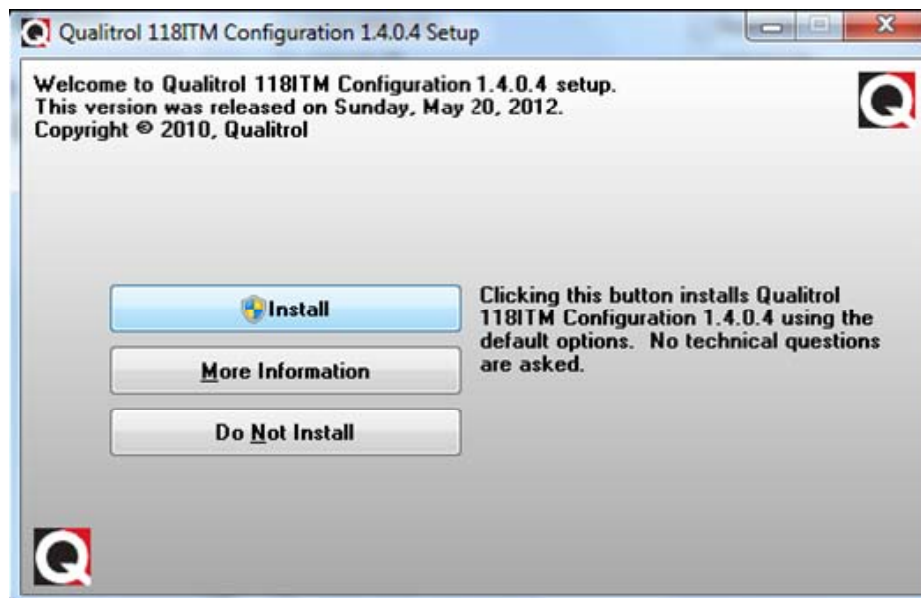 Qualitrol 118ITM Configuration 1.4.0.4 Setup
Welcome to Qualitrol 118ITM Configuration 1.4.0.4 setup.
This version was released on Sunday, May 20, 2012.
Copyright © 2010, Qualitrol
Install
Clicking this button installs Qualitrol
118ITM Configuration 1.4.0.4 using the
default options. No technical questions
are asked.
More Information
Do Not Install